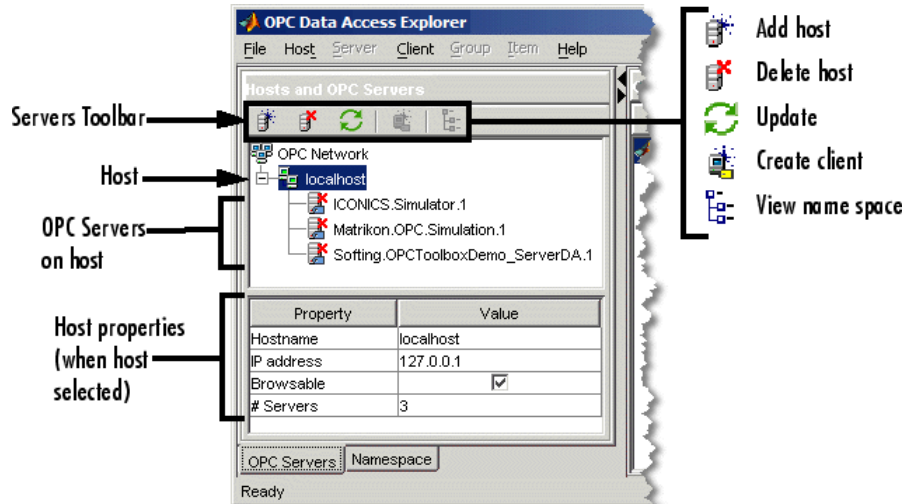 OPC Data Access Explorer
File Host Server Client Group Item Help
Hosts and OPC Servers
Servers Toolbar
Add host
Delete host
Update
Create client
View name space
OPC Network
Host
localhost
OPC Servers
on host
ICONICS.Simulator.1
Matrikon.OPC.Simulation.1
Softing.OPCToolboxDemo_ServerDA.1
Host properties
(when host
selected)
Property Value
Hostname localhost
IP address 127.0.0.1
Browsable
# Servers 3
OPC Servers Namespace
Ready